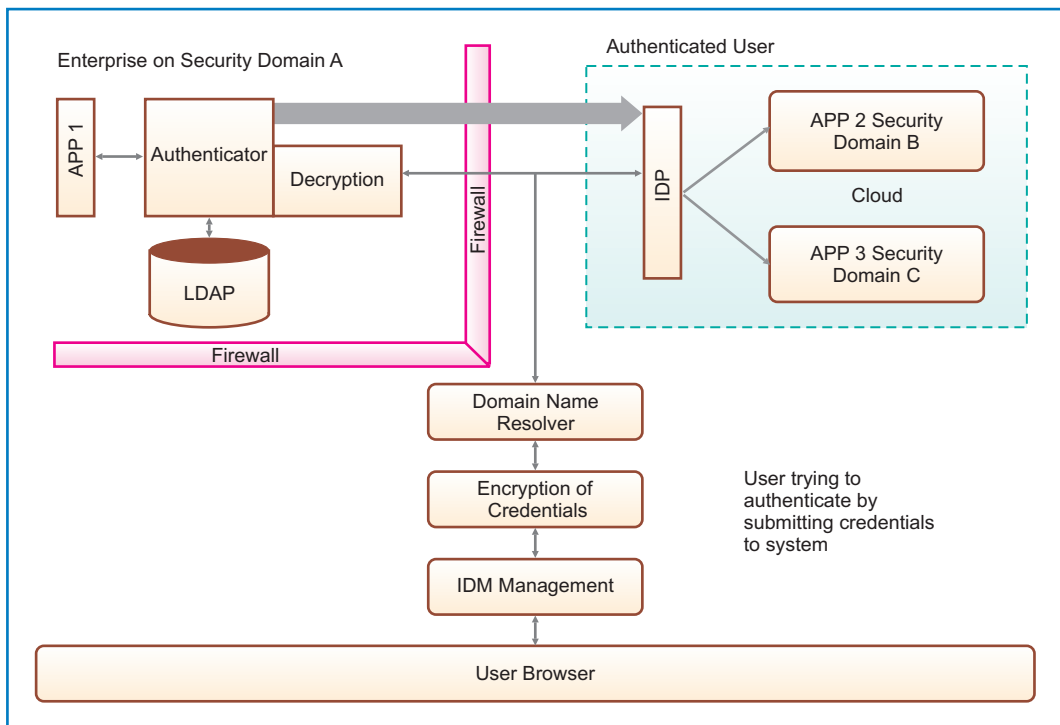 Enterprise on Security Domain A
Authenticated User
APP 1
Authenticator
Decryption
LDAP
Firewall
Firewall
IDP
APP 2 Security
Domain B
Cloud
APP 3 Security
Domain C
Domain Name
Resolver
Encryption of
Credentials
IDM Management
User trying to
authenticate by
submitting credentials
to system
User Browser